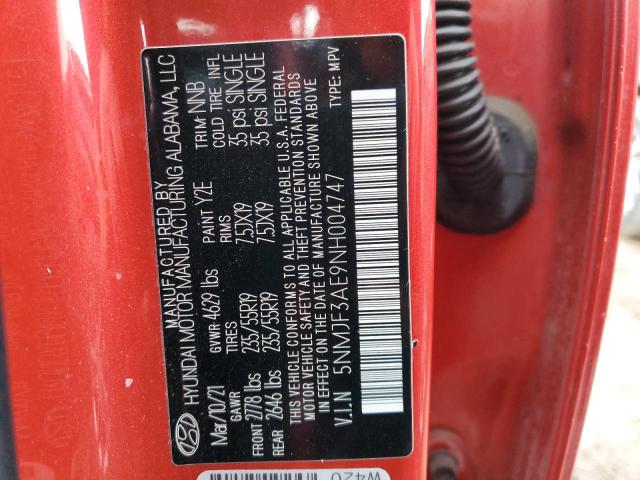 MANUFACTURED BY
HYUNDAI MOTOR MANUFACTURING ALABAMA, LLC
Mar/10/21 GVWR 4629 lbs PAINT Y2E TRIM: NNB
GAWR TIRES RIMS COLD TIRE INFL
FRONT 2778 lbs 235/55R19 7.5JX19 35 psi SINGLE
REAR 2646 lbs 235/55R19 7.5JX19 35 psi SINGLE
THIS VEHICLE CONFORMS TO ALL APPLICABLE U.S.A. FEDERAL
MOTOR VEHICLE SAFETY AND THEFT PREVENTION STANDARDS
IN EFFECT ON THE DATE OF MANUFACTURE SHOWN ABOVE
V.I.N 5NMJF3AE9NH004747 TYPE: MPV
W420